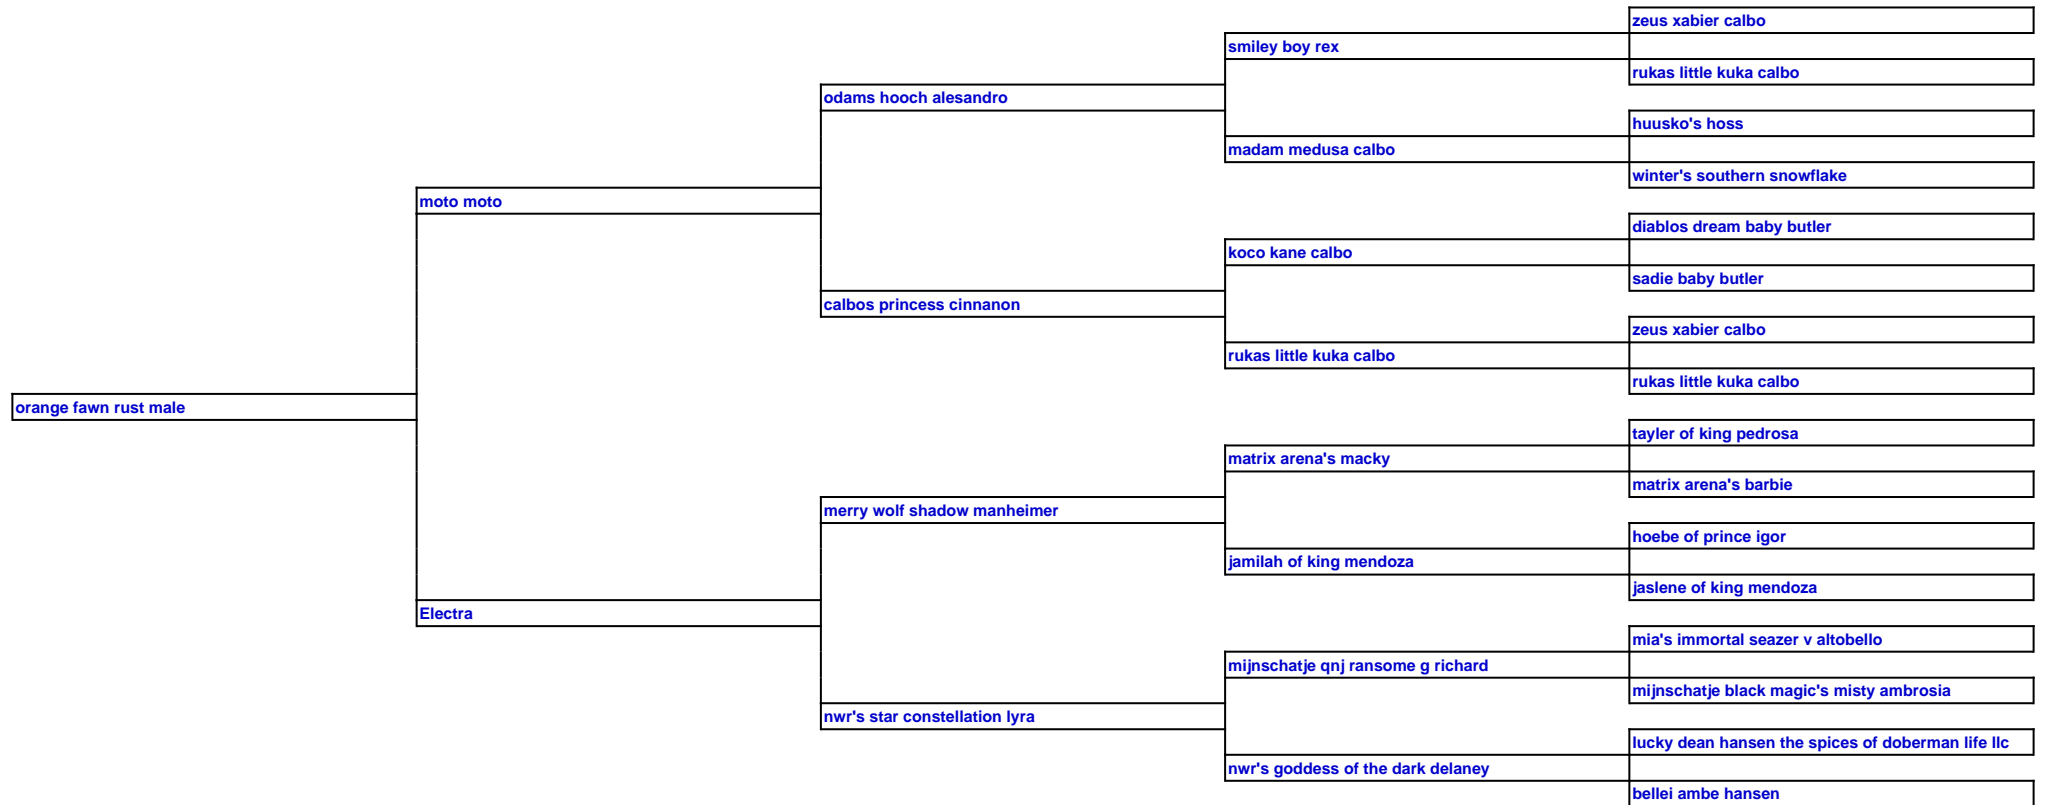 zeus xabier calbo
smiley boy rex
rukas little kuka calbo
odams hooch alesandro
huusko's hoss
madam medusa calbo
winter's southern snowflake
moto moto
diablos dream baby butler
koco kane calbo
sadie baby butler
calbos princess cinnanon
zeus xabier calbo
rukas little kuka calbo
rukas little kuka calbo
orange fawn rust male
tayler of king pedrosa
matrix arena's macky
matrix arena's barbie
merry wolf shadow manheimer
hoebe of prince igor
jamilah of king mendoza
jaslene of king mendoza
Electra
mia's immortal seazer v altobello
mijnschatje qnj ransome g richard
mijnschatje black magic's misty ambrosia
nwr's star constellation lyra
lucky dean hansen the spices of doberman life llc
nwr's goddess of the dark delaney
bellei ambe hansen